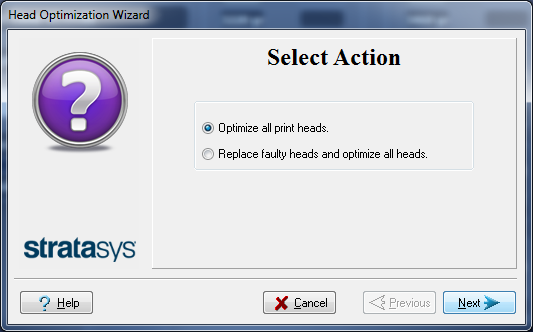 Head Optimization Wizard
Select Action
Optimize all print heads.
Replace faulty heads and optimize all heads.
stratasys
Help
Cancel
Previous
Next